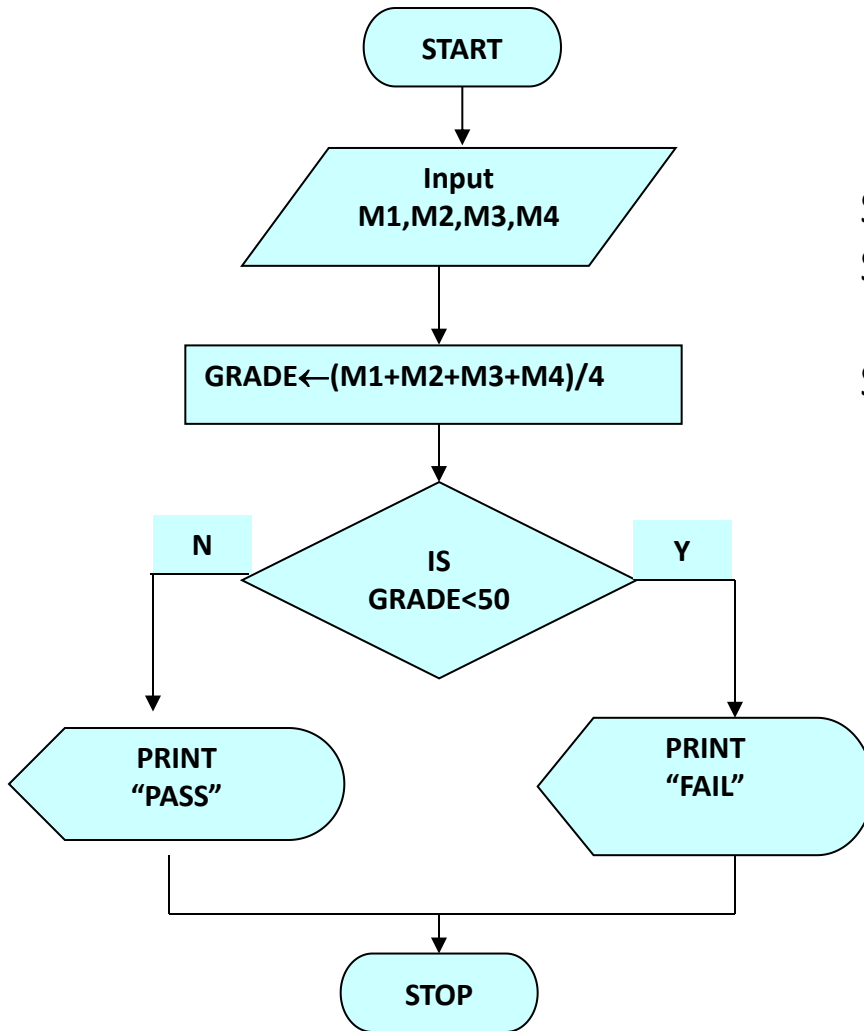 START
Input
M1,M2,M3,M4
GRADE←(M1+M2+M3+M4)/4
IS
GRADE<50
N
Y
PRINT
“PASS”
PRINT
“FAIL”
STOP